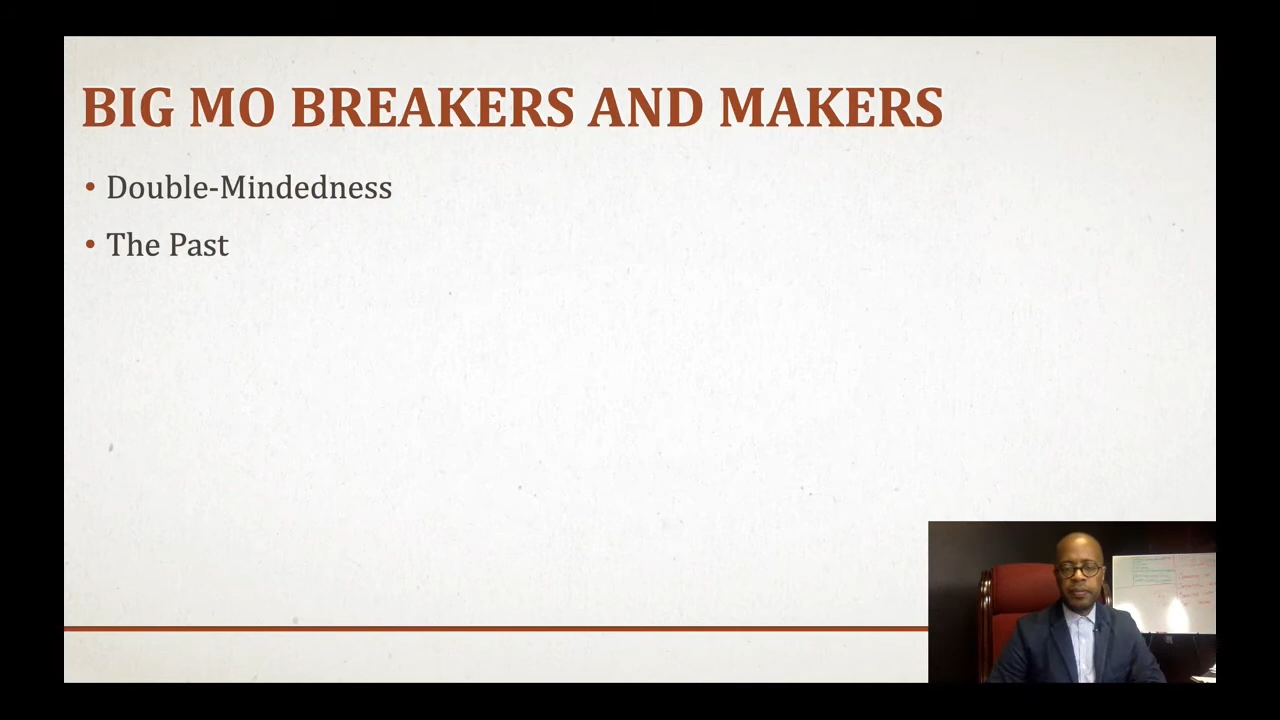 BIG MO BREAKERS AND MAKERS
• Double-Mindedness
• The Past